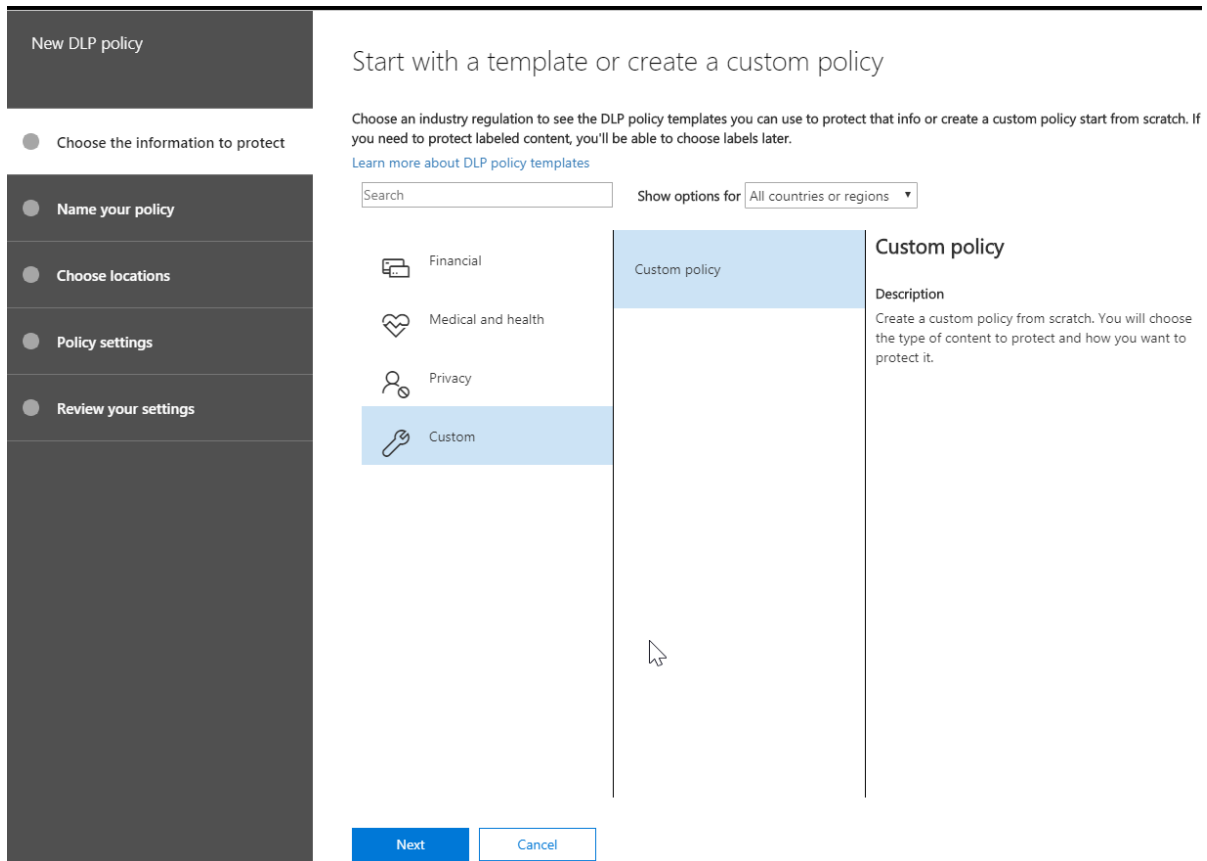 New DLP policy
Choose the information to protect
Name your policy
Choose locations
Policy settings
Review your settings
Start with a template or create a custom policy
Choose an industry regulation to see the DLP policy templates you can use to protect that info or create a custom policy start from scratch. If
you need to protect labeled content, you'll be able to choose labels later.
Learn more about DLP policy templates
Search
Show options for All countries or regions
Financial
Medical and health
Privacy
Custom
Custom policy
Custom policy
Description
Create a custom policy from scratch. You will choose
the type of content to protect and how you want to
protect it.
Next
Cancel